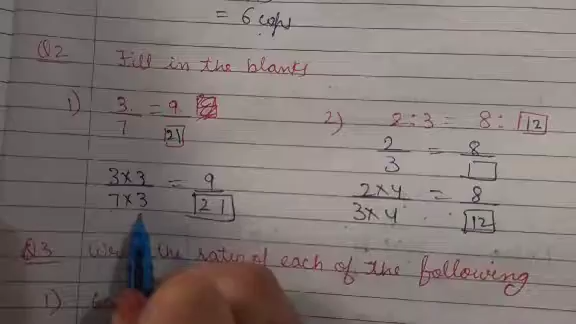 = 6 cops
Q2 Fill in the blanks
1) 3/7 = 9/21
2) 2:3 = 8: 12
2/3 = 8/
3×3/7×3 = 9/21
2×4/3×4 = 8/12
Q3 the ratio of each of the following
1)